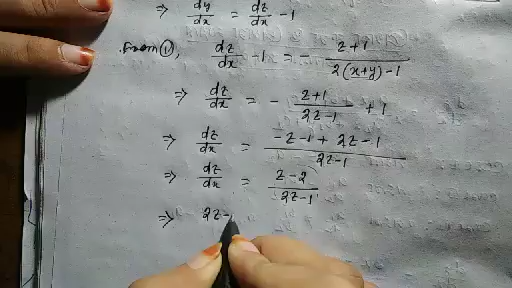 ⇒ dy/dx = dz/dx - 1
From ①, dz/dx + 1 = - z+1 / 2(x+y)-1
⇒ dz/dx = - z+1 / 2z-1 + 1
⇒ dz/dx = -z-1+2z-1 / 2z-1
⇒ dz/dx = z-2 / 2z-1
⇒ 2z-